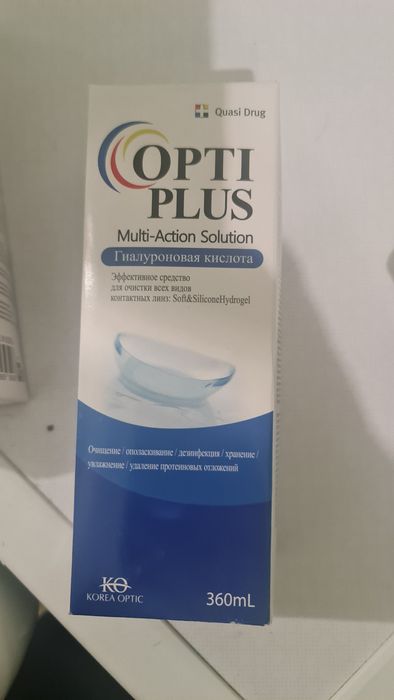 Quasi Drug
OPTI
PLUS
Multi-Action Solution
Гиалуроновая кислота
Эффективное средство
для очистки всех видов
контактных линз: Soft&SiliconeHydrogel
Очищение / ополаскивание / дезинфекция / хранение /
увлажнение / удаление протеиновых отложений
KO
KOREA OPTIC
360mL